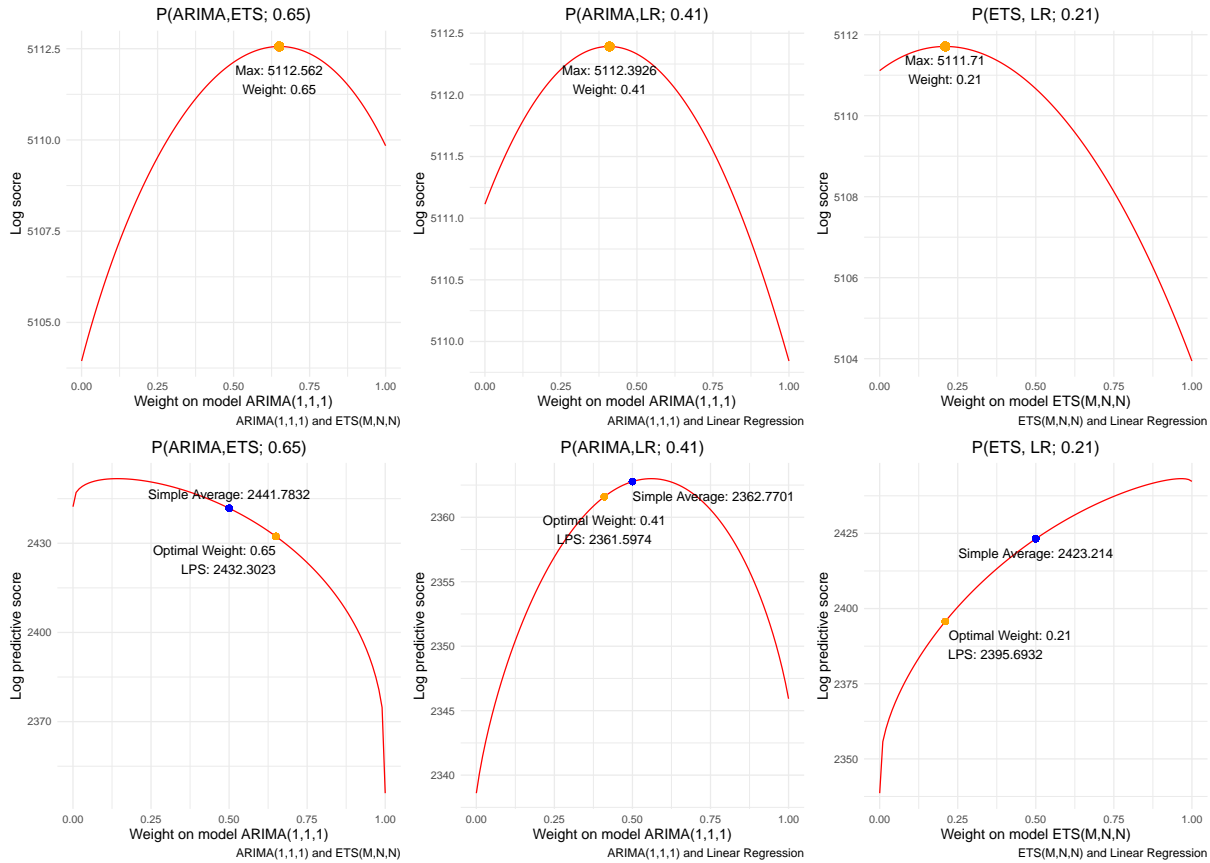 P(ARIMA,ETS; 0.65)
5112.5
5110.0
5107.5
5105.0
Log socre
Max: 5112.562
Weight: 0.65
0.00 0.25 0.50 0.75 1.00
Weight on model ARIMA(1,1,1)
ARIMA(1,1,1) and ETS(M,N,N)
P(ARIMA,LR; 0.41)
5112.5
5112.0
5111.5
5111.0
5110.5
5110.0
Log socre
Max: 5112.3926
Weight: 0.41
0.00 0.25 0.50 0.75 1.00
Weight on model ARIMA(1,1,1)
ARIMA(1,1,1) and Linear Regression
P(ETS, LR; 0.21)
5112
5110
5108
5106
5104
Log socre
Max: 5111.71
Weight: 0.21
0.00 0.25 0.50 0.75 1.00
Weight on model ETS(M,N,N)
ETS(M,N,N) and Linear Regression
P(ARIMA,ETS; 0.65)
2430
2400
2370
Log predictive socre
Simple Average: 2441.7832
Optimal Weight: 0.65
LPS: 2432.3023
0.00 0.25 0.50 0.75 1.00
Weight on model ARIMA(1,1,1)
ARIMA(1,1,1) and ETS(M,N,N)
P(ARIMA,LR; 0.41)
2360
2355
2350
2345
2340
Log predictive socre
Simple Average: 2362.7701
Optimal Weight: 0.41
LPS: 2361.5974
0.00 0.25 0.50 0.75 1.00
Weight on model ARIMA(1,1,1)
ARIMA(1,1,1) and Linear Regression
P(ETS, LR; 0.21)
2425
2400
2375
2350
Log predictive socre
Simple Average: 2423.214
Optimal Weight: 0.21
LPS: 2395.6932
0.00 0.25 0.50 0.75 1.00
Weight on model ETS(M,N,N)
ETS(M,N,N) and Linear Regression